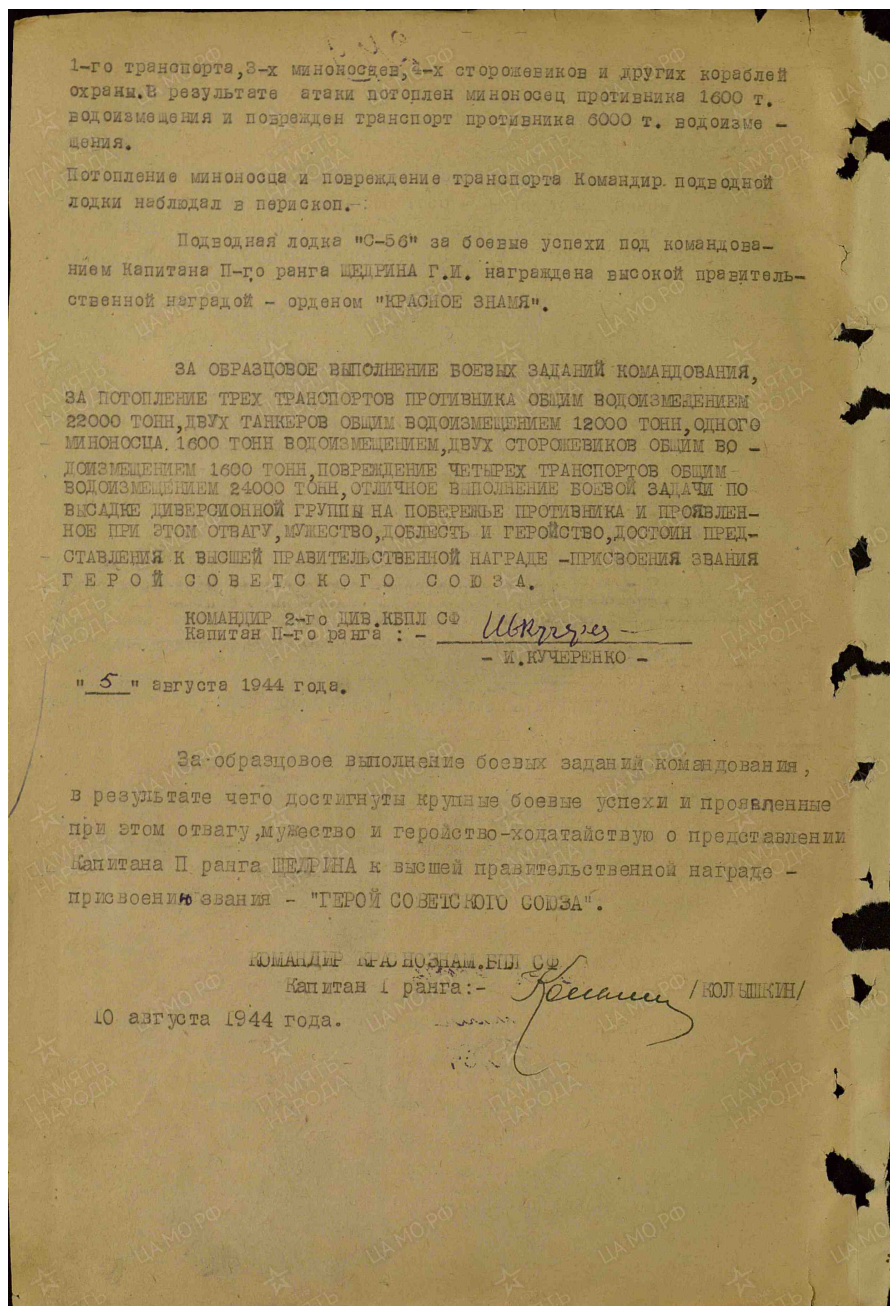 1-го транспорта,3-х миноносцев,4-х сторожевиков и других кораблей
охраны.В результате атаки потоплен миноносец противника 1600 т.
водоизмещения и поврежден транспорт противника 6000 т. водоизме -
щения.
Потопление миноносца и повреждение транспорта Командир подводной
лодки наблюдал в перископ.-
Подводная лодка "С-56" за боевые успехи под командова-
нием Капитана П-го ранга ЩЕДРИНА Г.И. награждена высокой правитель-
ственной наградой - орденом "КРАСНОЕ ЗНАМЯ".
ЗА ОБРАЗЦОВОЕ ВЫПОЛНЕНИЕ БОЕВЫХ ЗАДАНИЙ КОМАНДОВАНИЯ,
ЗА ПОТОПЛЕНИЕ ТРЕХ ТРАНСПОРТОВ ПРОТИВНИКА ОБЩИМ ВОДОИЗМЕЩЕНИЕМ
22000 ТОНН,ДВУХ ТАНКЕРОВ ОБЩИМ ВОДОИЗМЕЩЕНИЕМ 12000 ТОНН,ОДНОГО
МИНОНОСЦА. 1600 ТОНН ВОДОИЗМЕЩЕНИЕМ,ДВУХ СТОРОЖЕВИКОВ ОБЩИМ ВО -
ДОИЗМЕЩЕНИЕМ 1600 ТОНН,ПОВРЕЖДЕНИЕ ЧЕТЫРЕХ ТРАНСПОРТОВ ОБЩИМ
ВОДОИЗМЕЩЕНИЕМ 24000 ТОНН,ОТЛИЧНОЕ ВЫПОЛНЕНИЕ БОЕВОЙ ЗАДАЧИ ПО
ВЫСАДКЕ ДИВЕРСИОННОЙ ГРУППЫ НА ПОБЕРЕЖЬЕ ПРОТИВНИКА И ПРОЯВЛЕН-
НОЕ ПРИ ЭТОМ ОТВАГУ,МУЖЕСТВО,ДОБЛЕСТЬ И ГЕРОЙСТВО,ДОСТОИН ПРЕД-
СТАВЛЕНИЯ К ВЫСШЕЙ ПРАВИТЕЛЬСТВЕННОЙ НАГРАДЕ -ПРИСВОЕНИЯ ЗВАНИЯ
Г Е Р О Й С О В Е Т С К О Г О С О Ю З А.
КОМАНДИР 2-го ДИВ.КБПЛ СФ
Капитан П-го ранга : -
- И.КУЧЕРЕНКО -
"5" августа 1944 года.
За образцовое выполнение боевых заданий командования,
в результате чего достигнуты крупные боевые успехи и проявленные
при этом отвагу,мужество и геройство-ходатайствую о представлении
Капитана П ранга ЩЕДРИНА к высшей правительственной награде -
присвоению звания - "ГЕРОЙ СОВЕТСКОГО СОЮЗА".
КОМАНДИР КРАСНОЗНАМ.БПЛ СФ
Капитан 1 ранга:- /КОЛЫШКИН/
10 августа 1944 года.